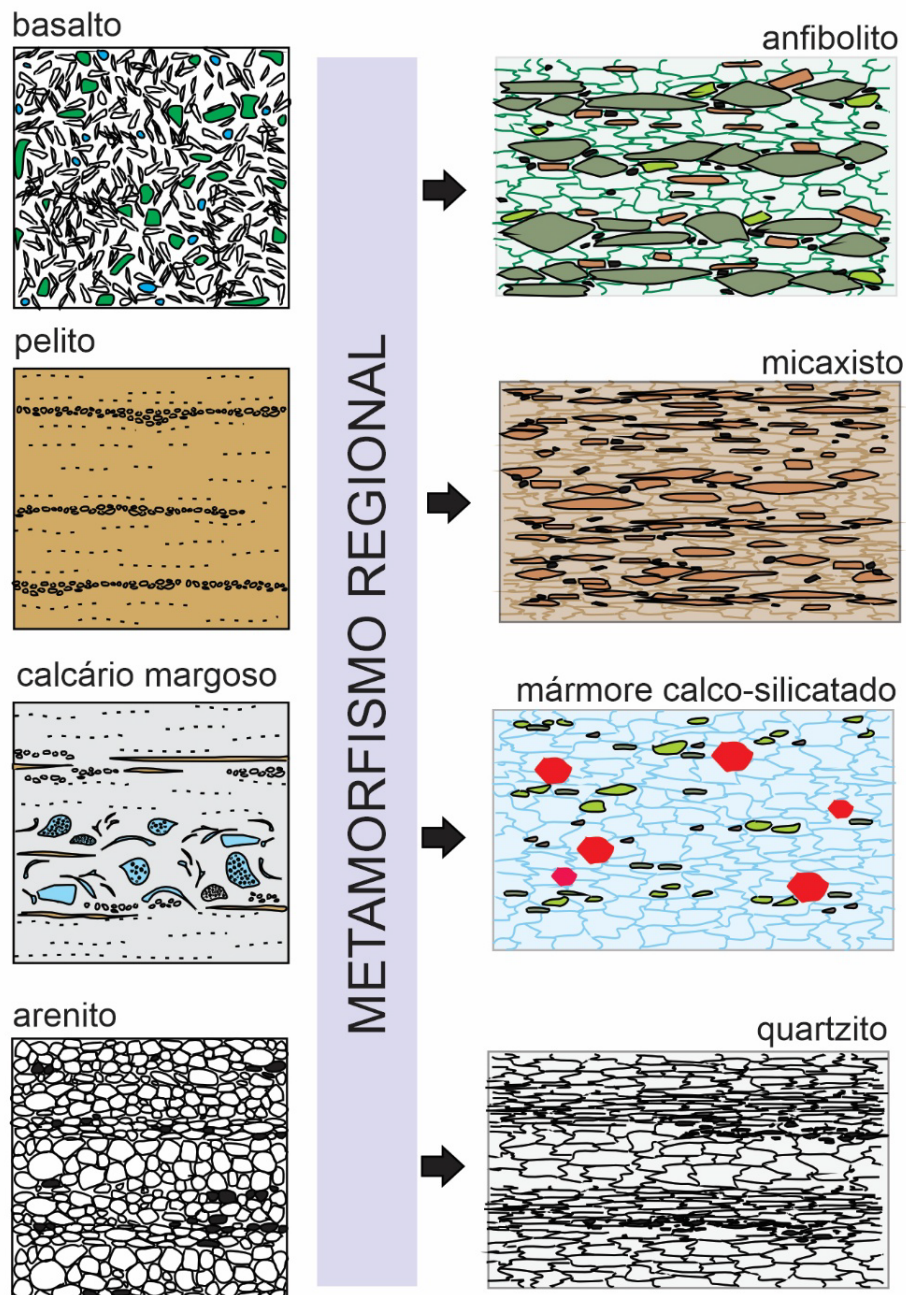 basalto
anfibolito
pelito
micaxisto
calcário margoso
mármore calco-silicatado
arenito
quartzito
METAMORFISMO REGIONAL